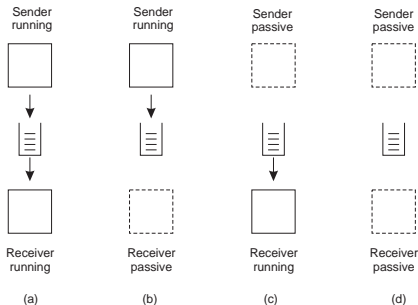 Sender
running
Sender
running
Sender
passive
Sender
passive
Receiver
running
Receiver
passive
Receiver
running
Receiver
passive
(a)
(b)
(c)
(d)